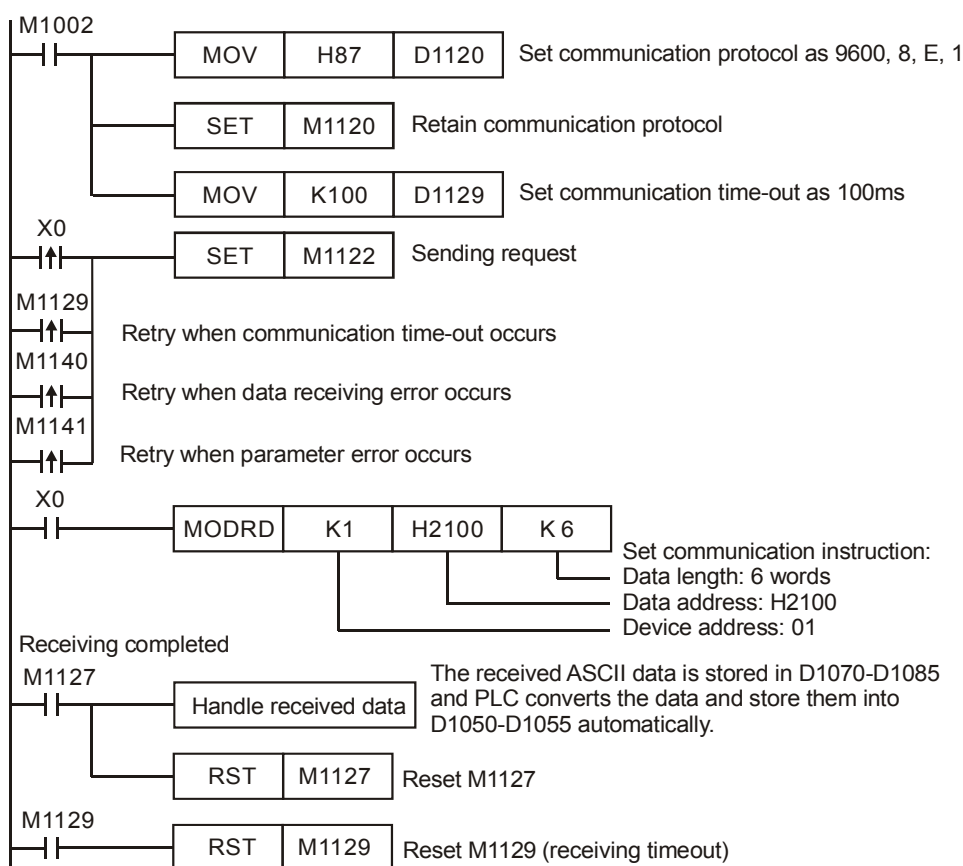 M1002
MOV H87 D1120 Set communication protocol as 9600, 8, E, 1
SET M1120 Retain communication protocol
MOV K100 D1129 Set communication time-out as 100ms
X0
SET M1122 Sending request
M1129
Retry when communication time-out occurs
M1140
Retry when data receiving error occurs
M1141
Retry when parameter error occurs
X0
MODRD K1 H2100 K6
Set communication instruction:
Data length: 6 words
Data address: H2100
Device address: 01
Receiving completed
M1127
Handle received data
The received ASCII data is stored in D1070-D1085
and PLC converts the data and store them into
D1050-D1055 automatically.
RST M1127 Reset M1127
M1129
RST M1129 Reset M1129 (receiving timeout)